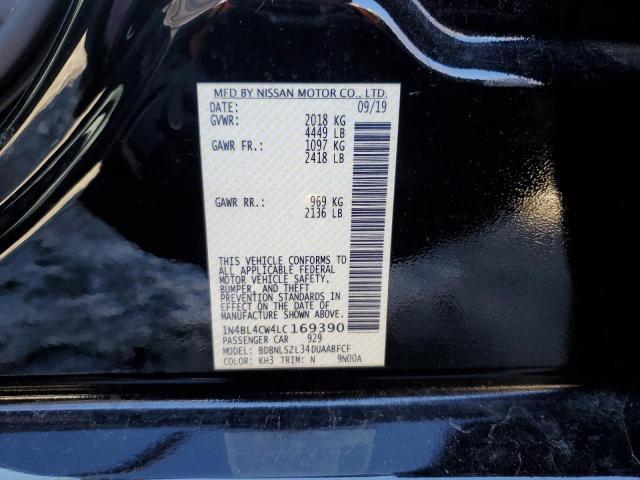 MFD BY NISSAN MOTOR CO., LTD.
DATE: 09/19
GVWR: 2018 KG
4449 LB
GAWR FR.: 1097 KG
2418 LB
GAWR RR.: 969 KG
2136 LB
THIS VEHICLE CONFORMS TO
ALL APPLICABLE FEDERAL
MOTOR VEHICLE SAFETY,
BUMPER, AND THEFT
PREVENTION STANDARDS IN
EFFECT ON THE DATE OF
MANUFACTURE SHOWN ABOVE.
1N4BL4CW4LC169390
PASSENGER CAR 929
MODEL: BDBNLSZL34DUAABFCF
COLOR: KH3 TRIM: N 9N00A